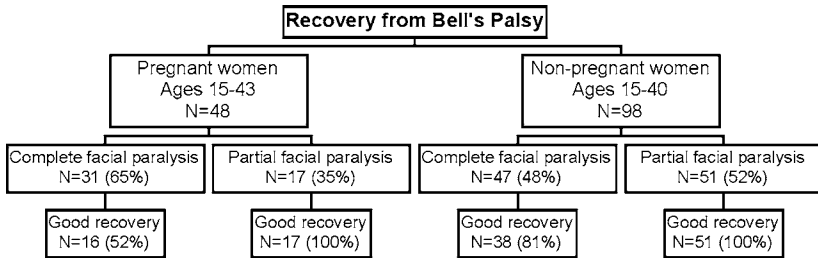 Recovery from Bell's Palsy
Pregnant women
Ages 15-43
N=48
Non-pregnant women
Ages 15-40
N=98
Complete facial paralysis
N=31 (65%)
Partial facial paralysis
N=17 (35%)
Complete facial paralysis
N=47 (48%)
Partial facial paralysis
N=51 (52%)
Good recovery
N=16 (52%)
Good recovery
N=17 (100%)
Good recovery
N=38 (81%)
Good recovery
N=51 (100%)